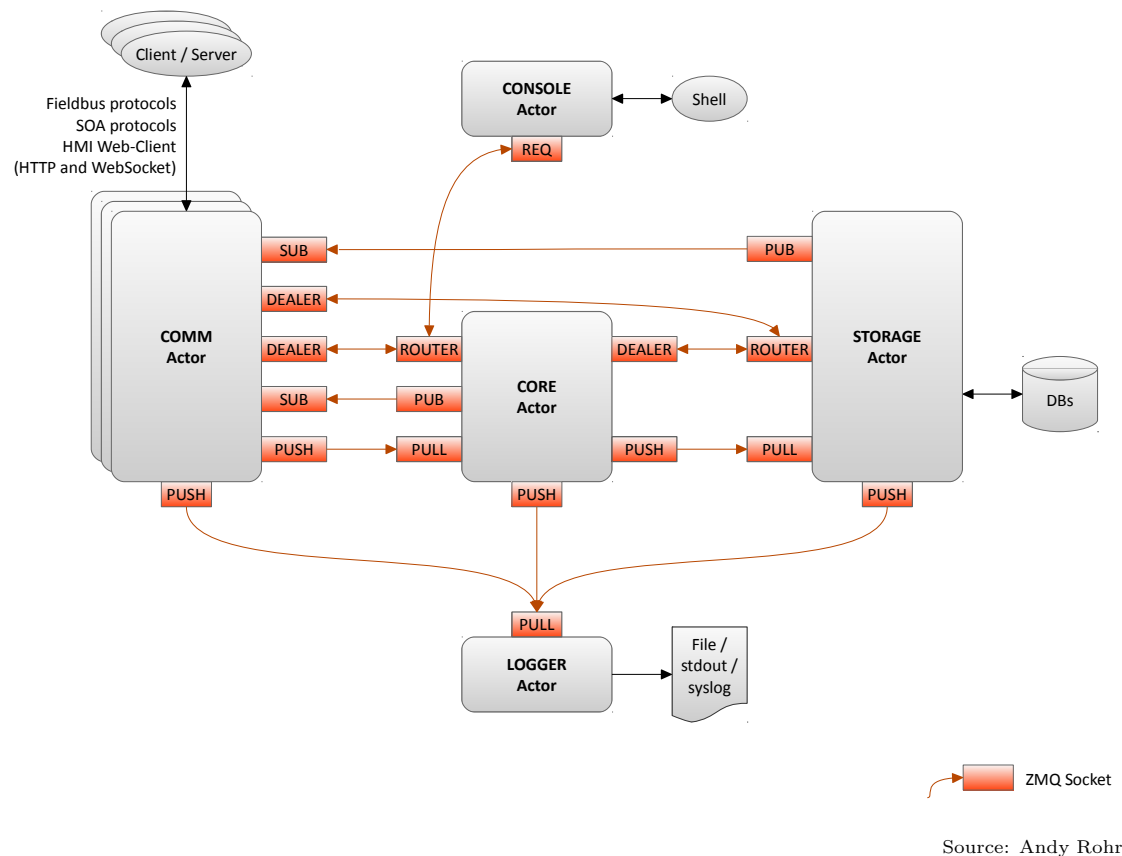 Client / Server
Fieldbus protocols
SOA protocols
HMI Web-Client
(HTTP and WebSocket)
CONSOLE
Actor
Shell
REQ
COMM
Actor
SUB
DEALER
DEALER
SUB
PUSH
PUSH
ROUTER
PUB
PULL
CORE
Actor
DEALER
PUSH
PUSH
PUB
ROUTER
PULL
STORAGE
Actor
PUSH
DBs
PULL
LOGGER
Actor
File /
stdout /
syslog
ZMQ Socket
Source: Andy Rohr